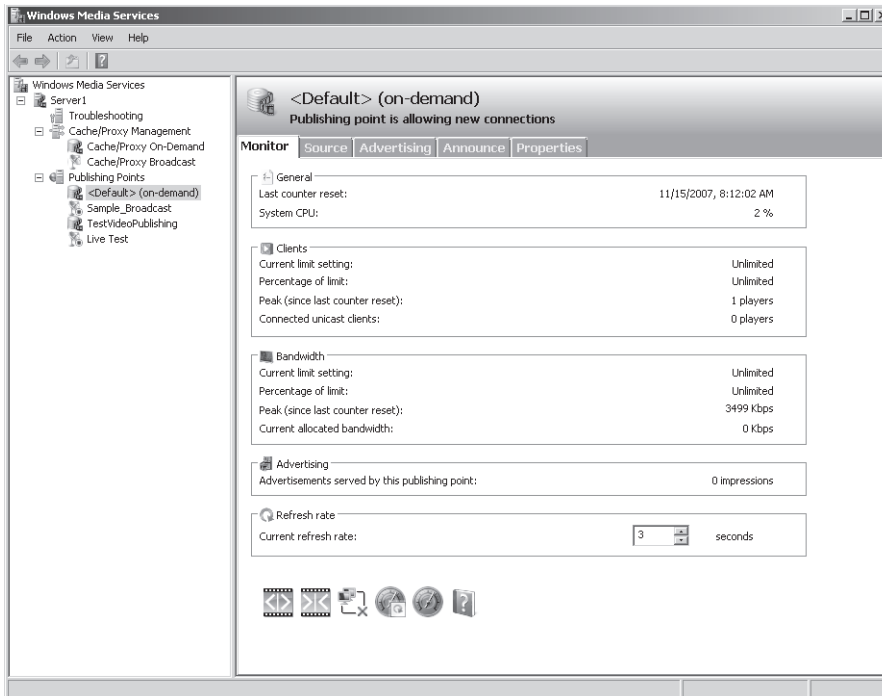 Windows Media Services
File Action View Help
Windows Media Services
Server1
Troubleshooting
Cache/Proxy Management
Cache/Proxy On-Demand
Cache/Proxy Broadcast
Publishing Points
<Default> (on-demand)
Sample_Broadcast
TestVideoPublishing
Live Test
<Default> (on-demand)
Publishing point is allowing new connections
Monitor Source Advertising Announce Properties
General
Last counter reset: 11/15/2007, 8:12:02 AM
System CPU: 2 %
Clients
Current limit setting: Unlimited
Percentage of limit: Unlimited
Peak (since last counter reset): 1 players
Connected unicast clients: 0 players
Bandwidth
Current limit setting: Unlimited
Percentage of limit: Unlimited
Peak (since last counter reset): 3499 Kbps
Current allocated bandwidth: 0 Kbps
Advertising
Advertisements served by this publishing point: 0 impressions
Refresh rate
Current refresh rate: 3 seconds